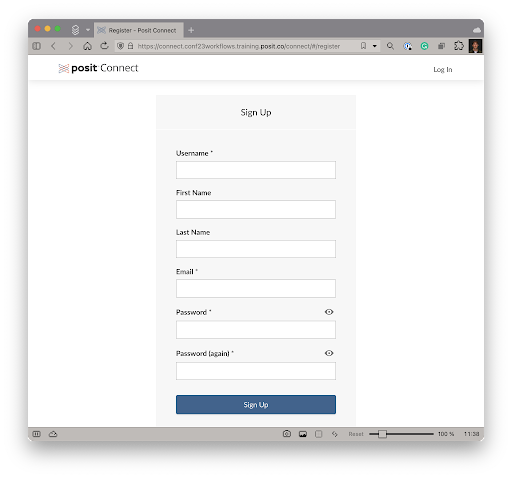 Register - Posit Connect
https://connect.conf23workflows.training.posit.co/connect/#/register
posit Connect
Log In
Sign Up
Username *
First Name
Last Name
Email *
Password *
Password (again) *
Sign Up
Reset
100 %
11:38